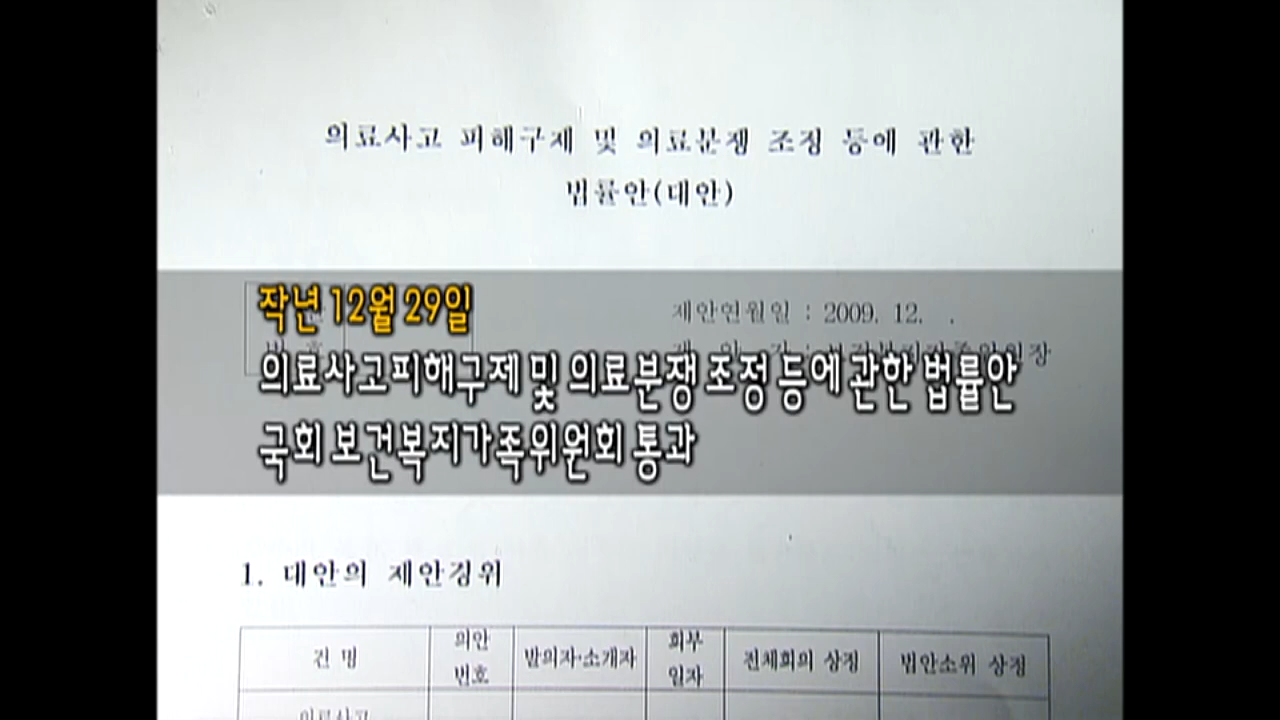 의료사고 피해구제 및 의료분쟁 조정 등에 관한
법률안(대안)
작년 12월 29일
제안연월일 : 2009. 12. .
의료사고피해구제 및 의료분쟁 조정 등에 관한 법률안
국회 보건복지가족위원회 통과
1. 대안의 제안경위
건 명
의안 번호
발의자·소개자
회부 일자
전체회의 상정
법안소위 상정
의료사고